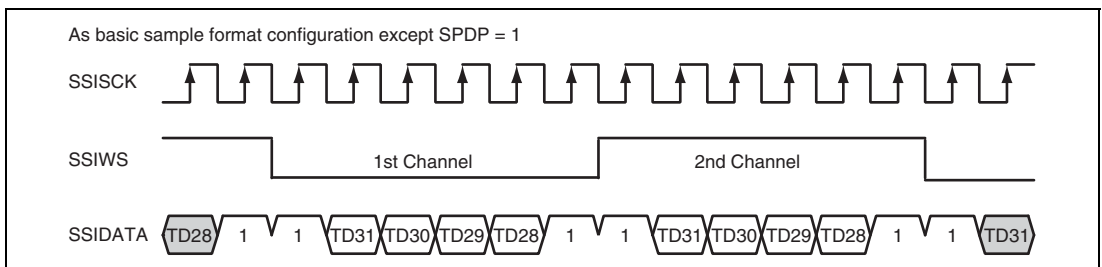 As basic sample format configuration except SPDP = 1
SSISCK
SSIWS 1st Channel 2nd Channel
SSIDATA TD28 1 1 TD31 TD30 TD29 TD28 1 1 TD31 TD30 TD29 TD28 1 1 TD31